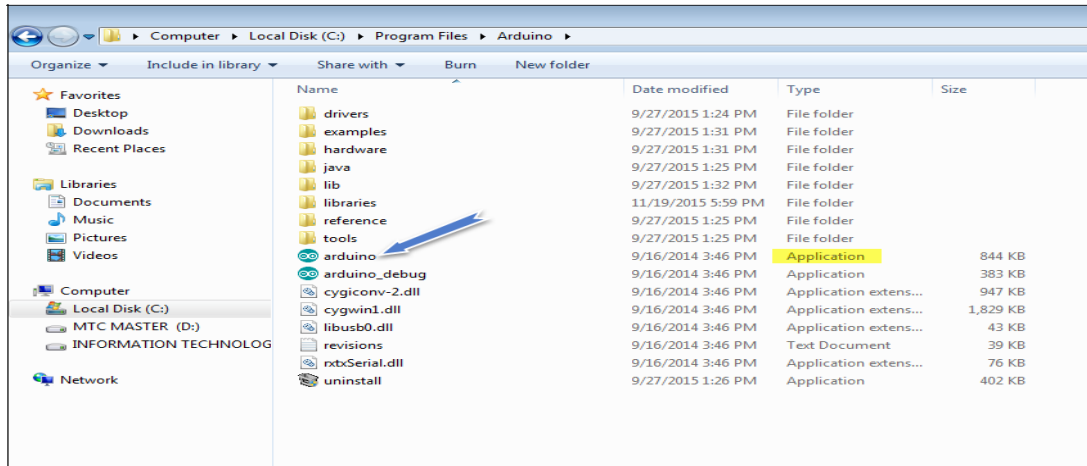 Computer Local Disk (C:) Program Files Arduino
Organize Include in library Share with Burn New folder
Name Date modified Type Size
Favorites
Desktop
Downloads
Recent Places
Libraries
Documents
Music
Pictures
Videos
Computer
Local Disk (C:)
MTC MASTER (D:)
INFORMATION TECHNOLOG
Network
drivers 9/27/2015 1:24 PM File folder
examples 9/27/2015 1:31 PM File folder
hardware 9/27/2015 1:31 PM File folder
java 9/27/2015 1:25 PM File folder
lib 9/27/2015 1:32 PM File folder
libraries 11/19/2015 5:59 PM File folder
reference 9/27/2015 1:25 PM File folder
tools 9/27/2015 1:25 PM File folder
arduino 9/16/2014 3:46 PM Application 844 KB
arduino_debug 9/16/2014 3:46 PM Application 383 KB
cygiconv-2.dll 9/16/2014 3:46 PM Application extens... 947 KB
cygwin1.dll 9/16/2014 3:46 PM Application extens... 1,829 KB
libusb0.dll 9/16/2014 3:46 PM Application extens... 43 KB
revisions 9/16/2014 3:46 PM Text Document 39 KB
rxtxSerial.dll 9/16/2014 3:46 PM Application extens... 76 KB
uninstall 9/27/2015 1:26 PM Application 402 KB